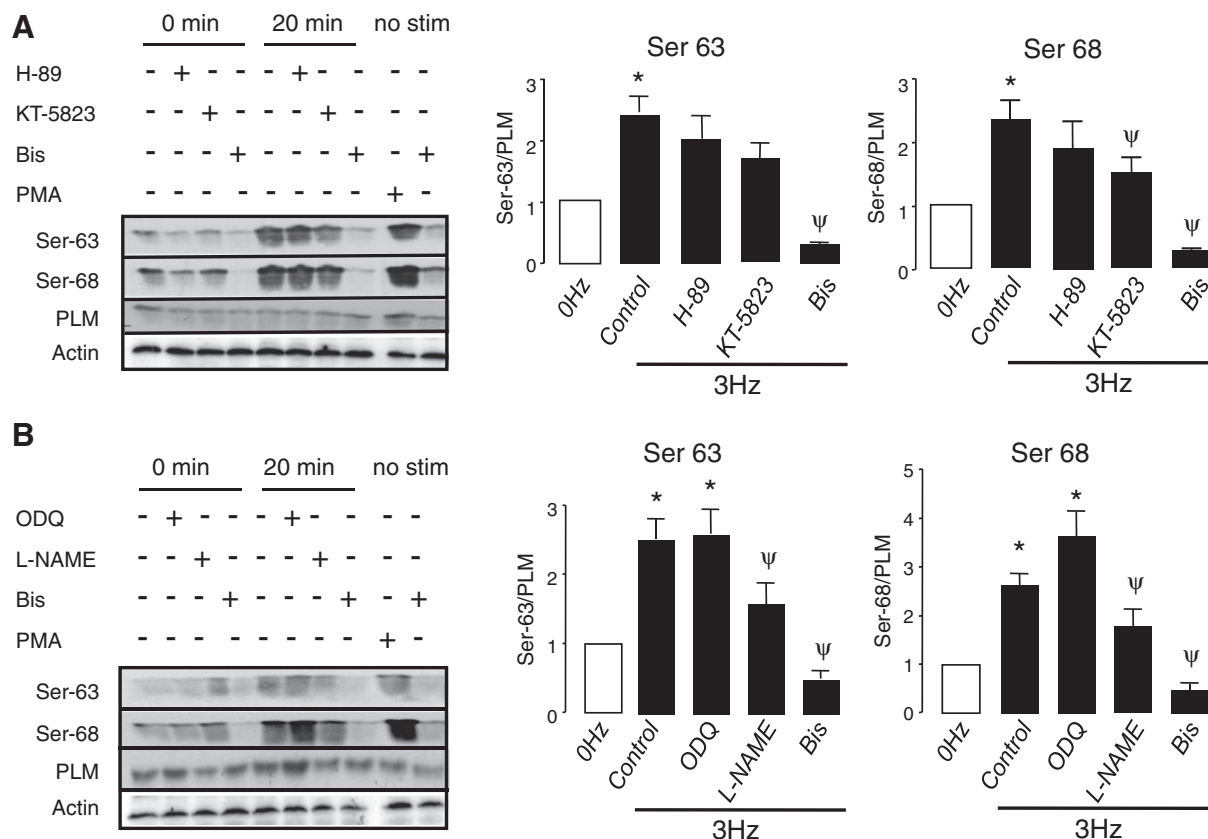 A
0 min 20 min no stim
H-89 - + - - - + - - - -
KT-5823 - - + - - - + - - -
Bis - - - + - - - + - +
PMA - - - - - - - - + -
Ser-63
Ser-68
PLM
Actin
Ser 63
3
2
1
0
Ser-63/PLM
*
ψ
0Hz Control H-89 KT-5823 Bis
3Hz
Ser 68
3
2
1
0
Ser-68/PLM
*
ψ
ψ
0Hz Control H-89 KT-5823 Bis
3Hz
B
0 min 20 min no stim
ODQ - + - - - + - - - -
L-NAME - - + - - - + - - -
Bis - - - + - - - + - +
PMA - - - - - - - - + -
Ser-63
Ser-68
PLM
Actin
Ser 63
3
2
1
0
Ser-63/PLM
* *
ψ
ψ
0Hz Control ODQ L-NAME Bis
3Hz
Ser 68
5
4
3
2
1
0
Ser-68/PLM
*
*
ψ
ψ
0Hz Control ODQ L-NAME Bis
3Hz